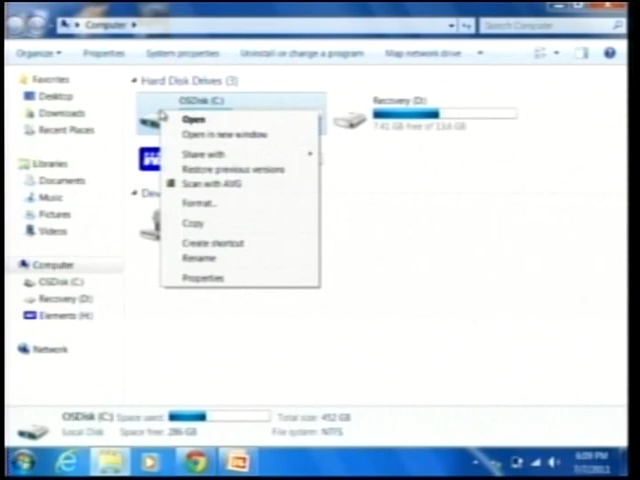 Computer
Search Computer
Organize
Properties
System properties
Uninstall or change a program
Map network drive
Favorites
Desktop
Downloads
Recent Places
Libraries
Documents
Music
Pictures
Videos
Computer
OSDisk (C:)
Recovery (D:)
Elements (H:)
Network
Hard Disk Drives (3)
OSDisk (C:)
Recovery (D:)
7.41 GB free of 13.6 GB
Open
Open in new window
Share with
Restore previous versions
Scan with AVG
Format...
Copy
Create shortcut
Rename
Properties
Dev
OSDisk (C:) Space used: Total size: 452 GB
Local Disk Space free: 286 GB File system: NTFS
6:09 PM